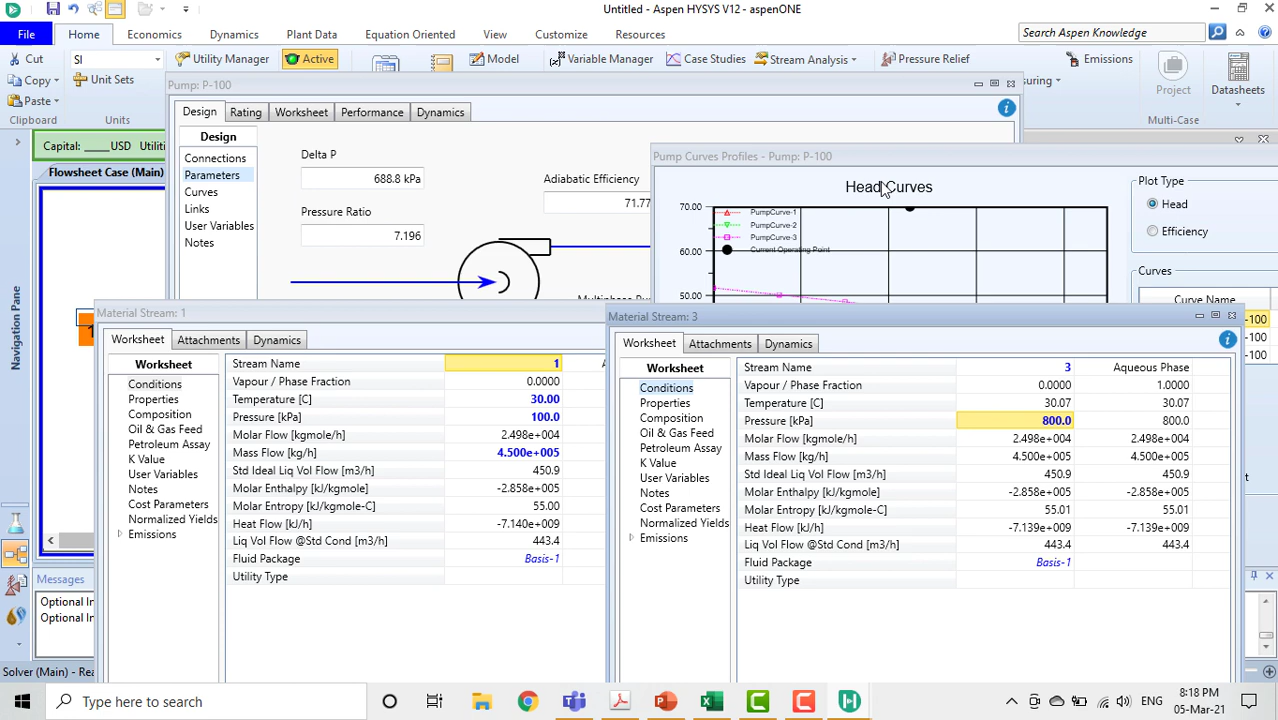 Untitled - Aspen HYSYS V12 - aspenONE
File
Home
Economics
Dynamics
Plant Data
Equation Oriented
View
Customize
Resources
Search Aspen Knowledge
Cut
SI
Utility Manager
Active
Model
Variable Manager
Case Studies
Stream Analysis
Pressure Relief
Emissions
Copy
Unit Sets
Paste
Project
Datasheets
Clipboard
Units
Multi-Case
Pump: P-100
Design
Rating
Worksheet
Performance
Dynamics
Capital: ____USD
Flowsheet Case (Main)
Navigation Pane
Design
Connections
Parameters
Curves
Links
User Variables
Notes
Delta P
688.8 kPa
Pressure Ratio
7.196
Adiabatic Efficiency
71.77
Pump Curves Profiles - Pump: P-100
Head Curves
70.00
60.00
50.00
PumpCurve-1
PumpCurve-2
PumpCurve-3
Current Operating Point
Plot Type
Head
Efficiency
Curves
Curve Name
-100
-100
-100
Material Stream: 1
Worksheet
Attachments
Dynamics
Worksheet
Conditions
Properties
Composition
Oil & Gas Feed
Petroleum Assay
K Value
User Variables
Notes
Cost Parameters
Normalized Yields
Emissions
Stream Name 1
Vapour / Phase Fraction 0.0000
Temperature [C] 30.00
Pressure [kPa] 100.0
Molar Flow [kgmole/h] 2.498e+004
Mass Flow [kg/h] 4.500e+005
Std Ideal Liq Vol Flow [m3/h] 450.9
Molar Enthalpy [kJ/kgmole] -2.858e+005
Molar Entropy [kJ/kgmole-C] 55.00
Heat Flow [kJ/h] -7.140e+009
Liq Vol Flow @Std Cond [m3/h] 443.4
Fluid Package Basis-1
Utility Type
Material Stream: 3
Worksheet
Attachments
Dynamics
Worksheet
Conditions
Properties
Composition
Oil & Gas Feed
Petroleum Assay
K Value
User Variables
Notes
Cost Parameters
Normalized Yields
Emissions
Stream Name 3 Aqueous Phase
Vapour / Phase Fraction 0.0000 1.0000
Temperature [C] 30.07 30.07
Pressure [kPa] 800.0 800.0
Molar Flow [kgmole/h] 2.498e+004 2.498e+004
Mass Flow [kg/h] 4.500e+005 4.500e+005
Std Ideal Liq Vol Flow [m3/h] 450.9 450.9
Molar Enthalpy [kJ/kgmole] -2.858e+005 -2.858e+005
Molar Entropy [kJ/kgmole-C] 55.01 55.01
Heat Flow [kJ/h] -7.139e+009 -7.139e+009
Liq Vol Flow @Std Cond [m3/h] 443.4 443.4
Fluid Package Basis-1
Utility Type
Messages
Optional In
Optional In
Solver (Main) - Rea
Type here to search
ENG
8:18 PM
05-Mar-21